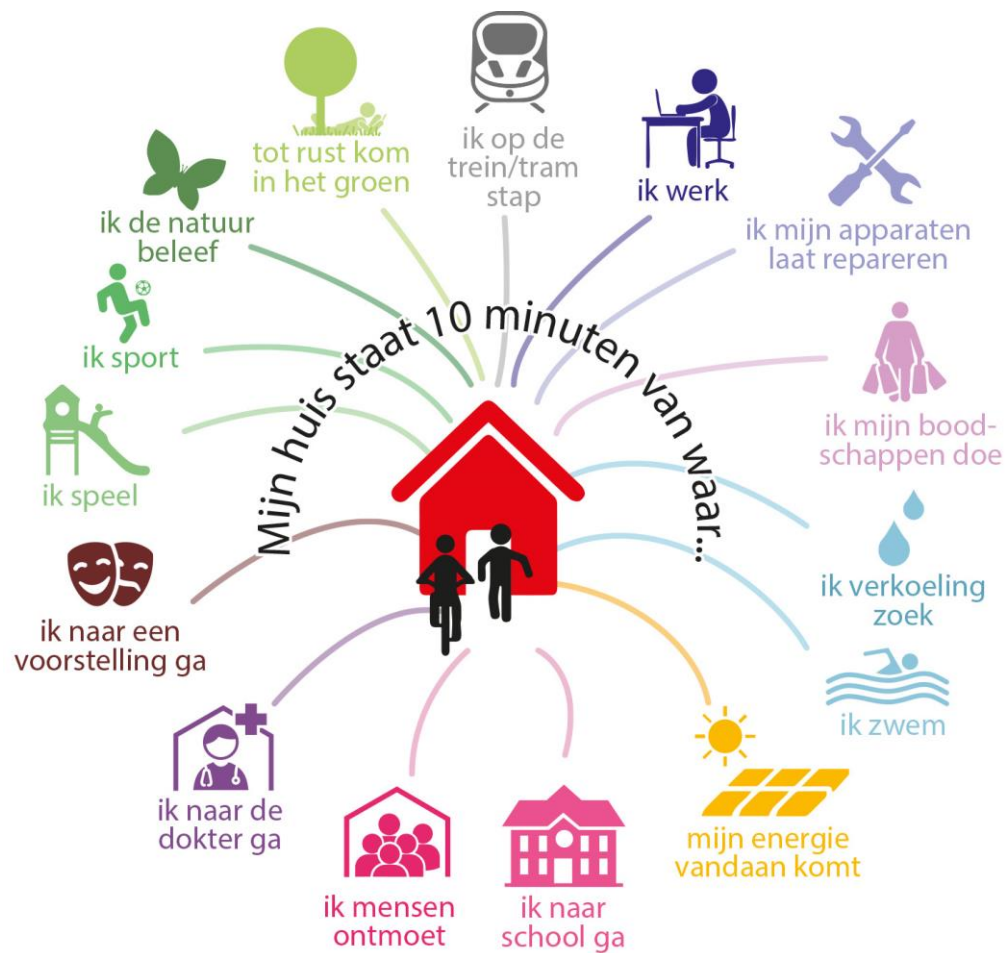 Mijn huis staat 10 minuten van waar...
ik op de
trein/tram
stap
ik werk
ik mijn apparaten
laat repareren
ik mijn bood-
schappen doe
ik verkoeling
zoek
ik zwem
mijn energie
vandaan komt
ik naar
school ga
ik mensen
ontmoet
ik naar de
dokter ga
ik naar een
voorstelling ga
ik speel
ik sport
ik de natuur
beleef
tot rust kom
in het groen